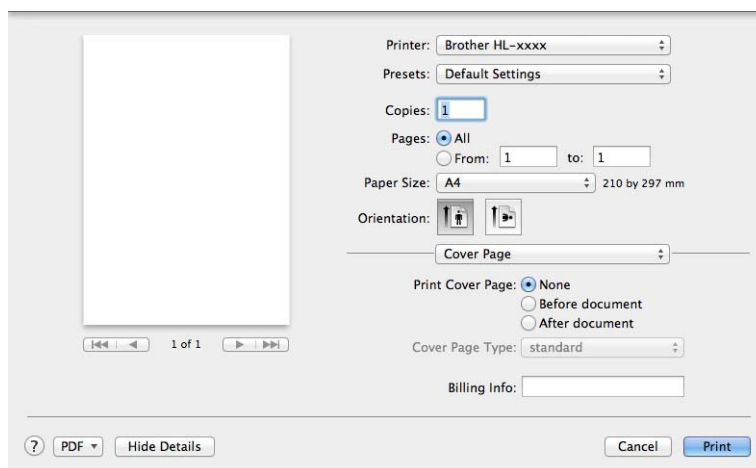 Printer: Brother HL-xxxx
Presets: Default Settings
Copies: 1
Pages: All
From: 1 to: 1
Paper Size: A4 210 by 297 mm
Orientation:
Cover Page
Print Cover Page: None
Before document
After document
Cover Page Type: standard
Billing Info:
1 of 1
? PDF Hide Details Cancel Print